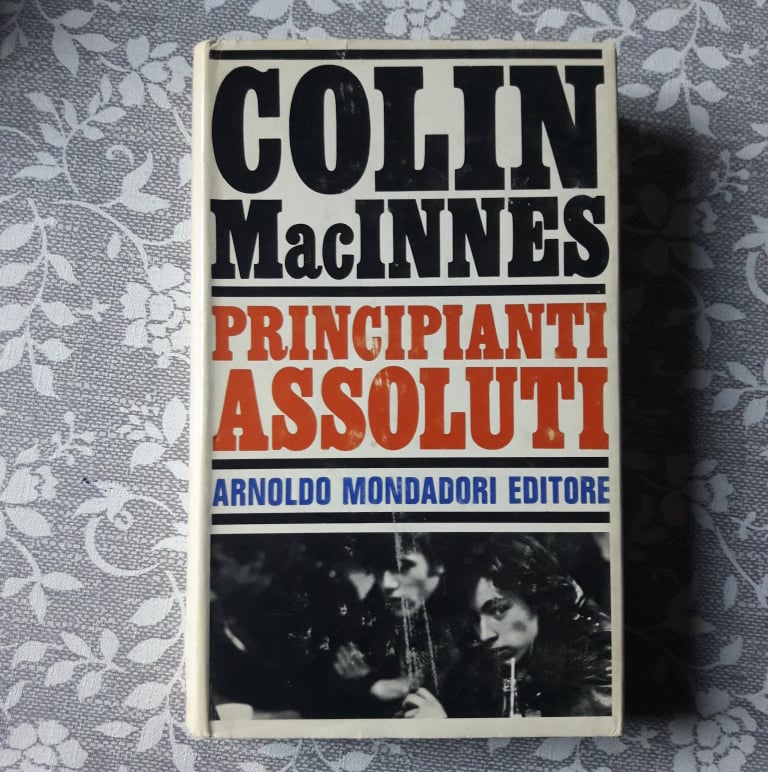 COLIN
MacINNES
PRINCIPIANTI
ASSOLUTI
ARNOLDO MONDADORI EDITORE